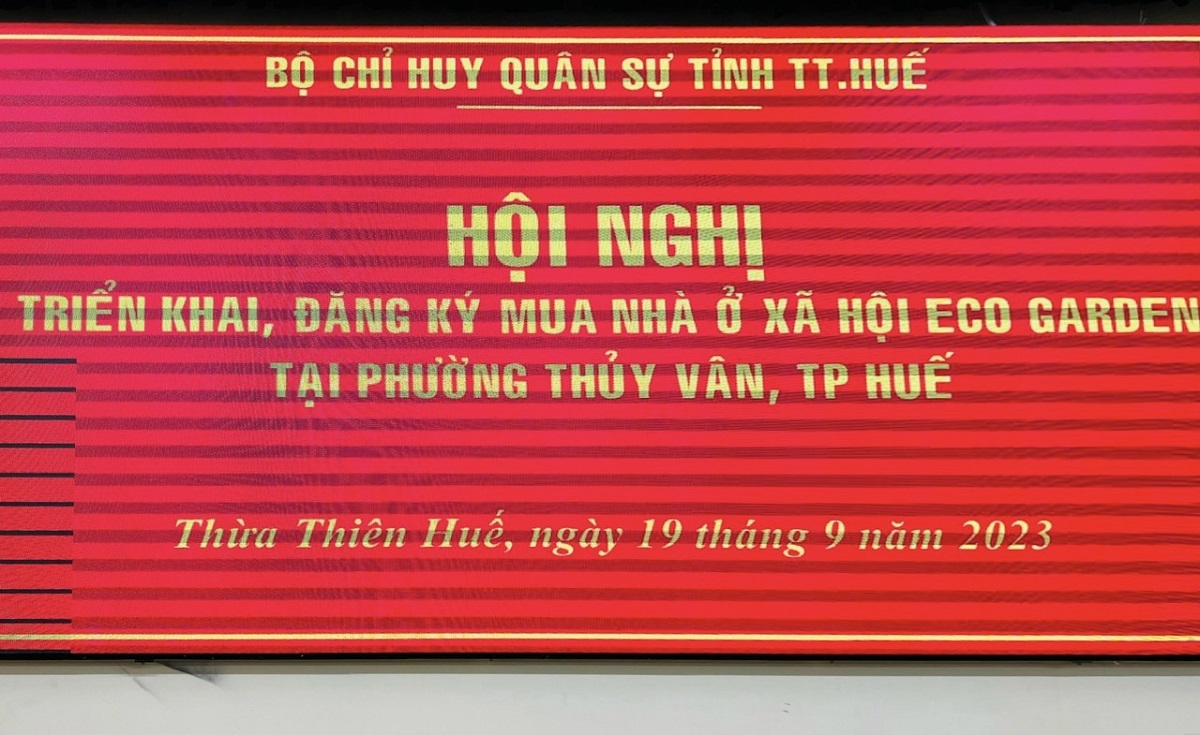 BỘ CHỈ HUY QUÂN SỰ TỈNH TT.HUẾ
HỘI NGHỊ
TRIỂN KHAI, ĐĂNG KÝ MUA NHÀ Ở XÃ HỘI ECO GARDEN
TẠI PHƯỜNG THỦY VÂN, TP HUẾ
Thừa Thiên Huế, ngày 19 tháng 9 năm 2023